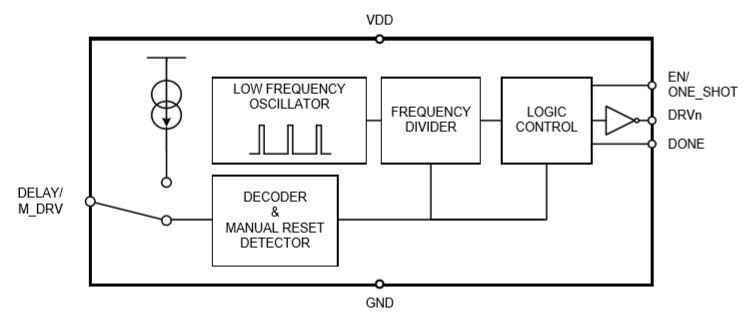 VDD
EN/
ONE_SHOT
LOW FREQUENCY
OSCILLATOR
FREQUENCY
DIVIDER
LOGIC
CONTROL
DRVn
DONE
DELAY/
M_DRV
DECODER
&
MANUAL RESET
DETECTOR
GND